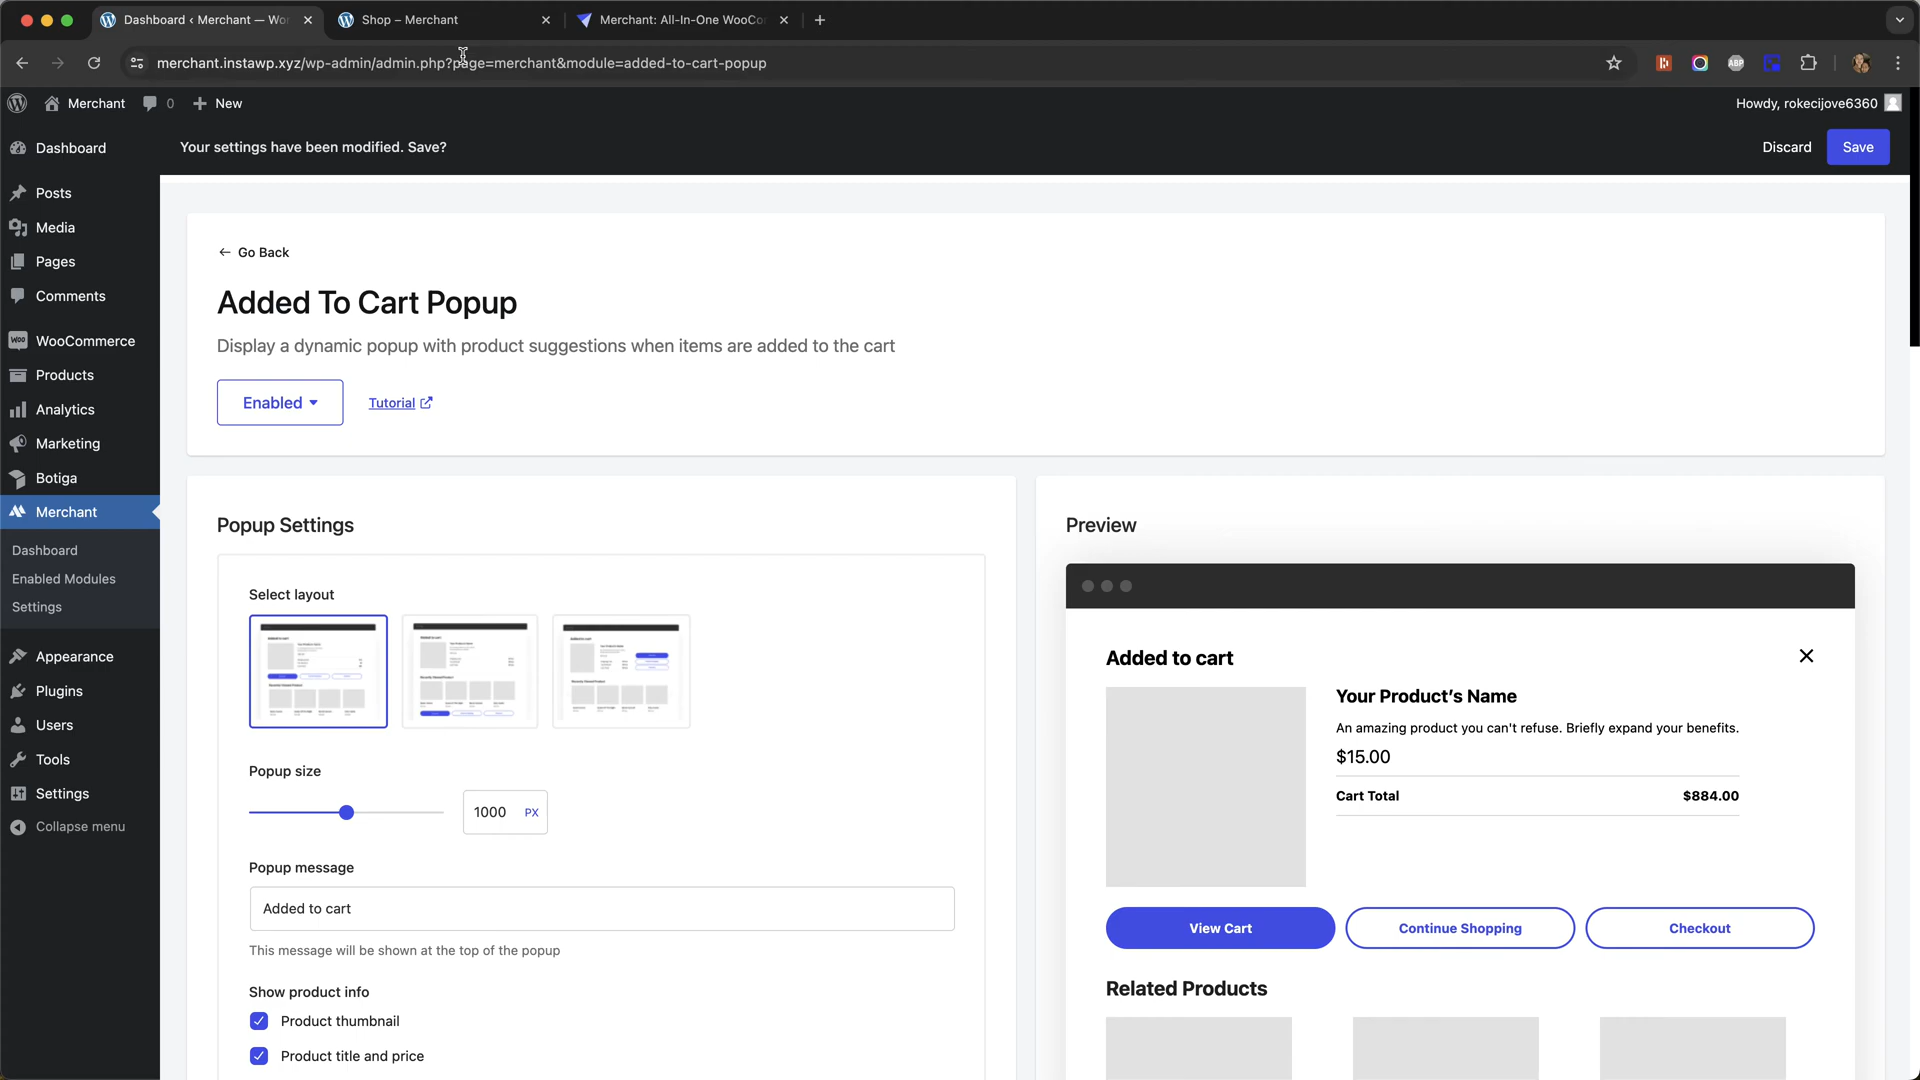 Dashboard ‹ Merchant — Wor
Shop – Merchant
Merchant: All-In-One WooCo
merchant.instawp.xyz/wp-admin/admin.php?page=merchant&module=added-to-cart-popup
Merchant
0
New
Howdy, rokecijove6360
Your settings have been modified. Save?
Discard
Save
Dashboard
Posts
Media
Pages
Comments
WooCommerce
Products
Analytics
Marketing
Botiga
Merchant
Dashboard
Enabled Modules
Settings
Appearance
Plugins
Users
Tools
Settings
Collapse menu
Go Back
Added To Cart Popup
Display a dynamic popup with product suggestions when items are added to the cart
Enabled
Tutorial
Popup Settings
Select layout
Popup size
1000 PX
Popup message
Added to cart
This message will be shown at the top of the popup
Show product info
Product thumbnail
Product title and price
Preview
Added to cart
Your Product's Name
An amazing product you can't refuse. Briefly expand your benefits.
$15.00
Cart Total $884.00
View Cart
Continue Shopping
Checkout
Related Products